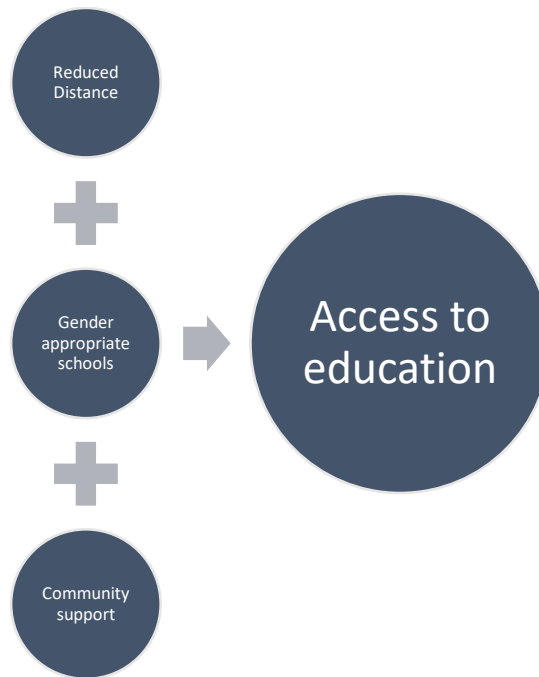 Reduced
Distance
Gender
appropriate
schools
Access to
education
Community
support